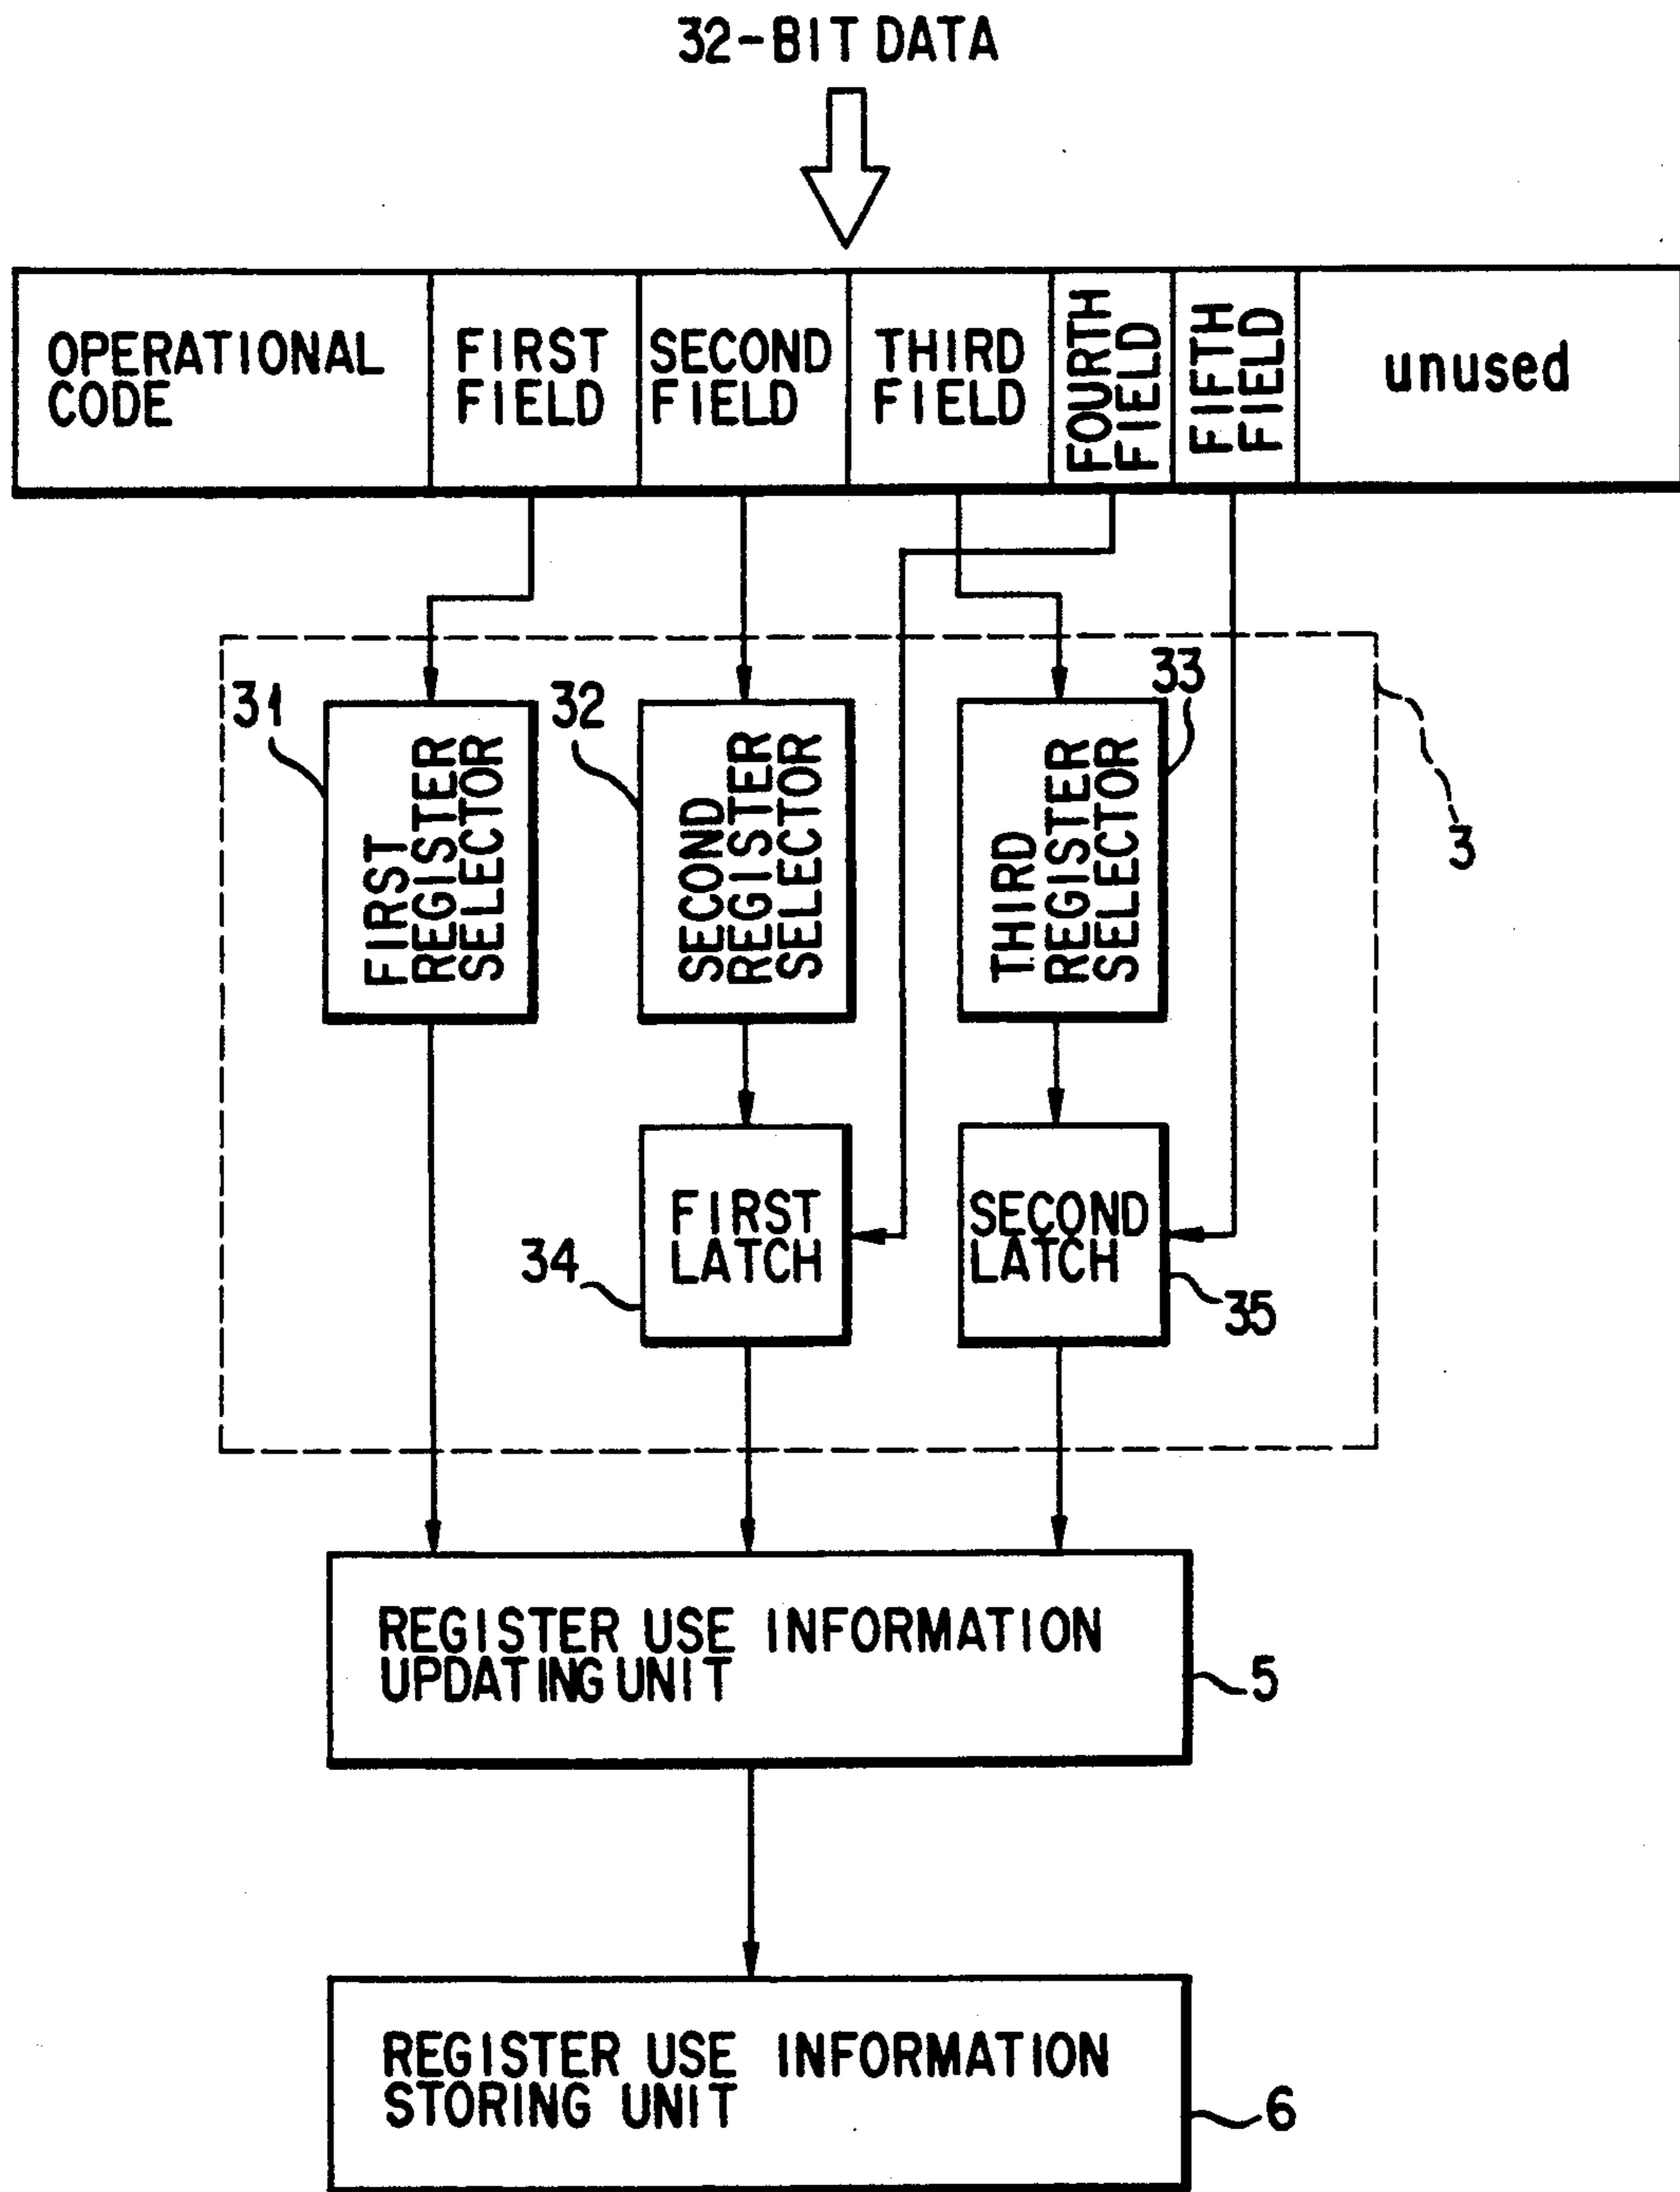 32-BIT DATA
OPERATIONAL
CODE
FIRST
FIELD
SECOND
FIELD
THIRD
FIELD
FOURTH
FIELD
FIFTH
FIELD
unused
31
FIRST
REGISTER
SELECTOR
32
SECOND
REGISTER
SELECTOR
33
THIRD
REGISTER
SELECTOR
3
34
FIRST
LATCH
SECOND
LATCH
35
REGISTER USE INFORMATION
UPDATING UNIT
5
REGISTER USE INFORMATION
STORING UNIT
6